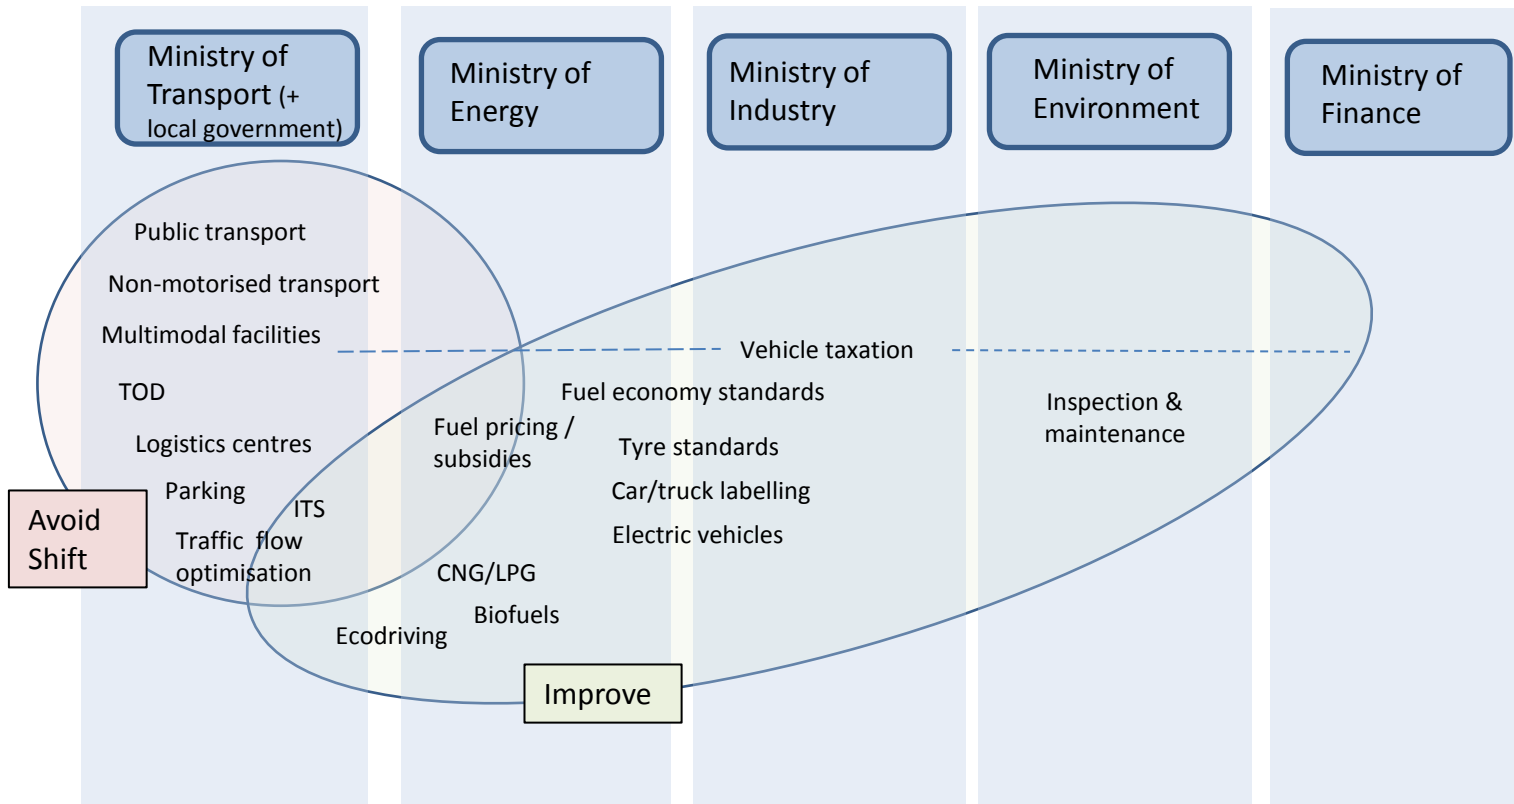 Ministry of
Transport (+
local government)
Ministry of
Energy
Ministry of
Industry
Ministry of
Environment
Ministry of
Finance
Public transport
Non-motorised transport
Multimodal facilities
Vehicle taxation
TOD
Fuel economy standards
Inspection &
maintenance
Fuel pricing /
subsidies
Logistics centres
Tyre standards
Parking
Car/truck labelling
ITS
Avoid
Shift
Traffic flow
optimisation
Electric vehicles
CNG/LPG
Biofuels
Ecodriving
Improve